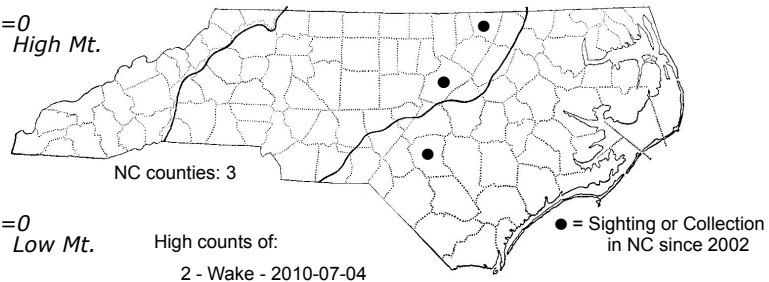 =0
High Mt.
NC counties: 3
=0
Low Mt.
High counts of:
2 - Wake - 2010-07-04
● = Sighting or Collection
in NC since 2002